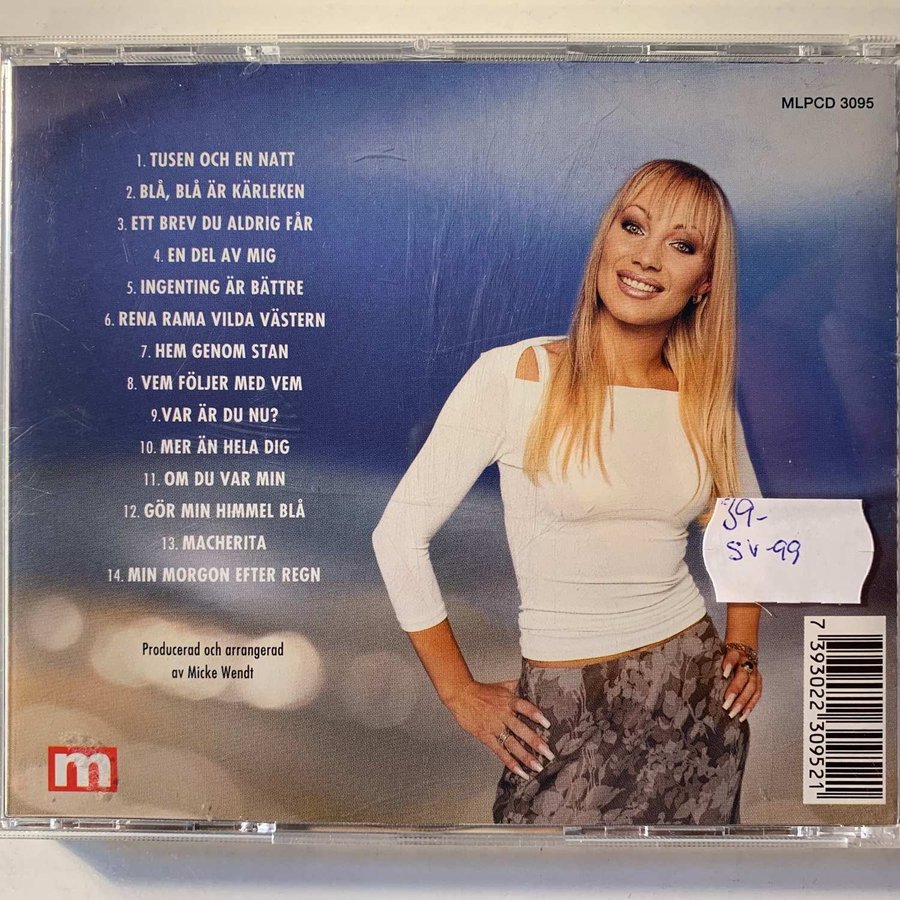 MLPCD 3095
1. TUSEN OCH EN NATT
2. BLÅ, BLÅ ÄR KÄRLEKEN
3. ETT BREV DU ALDRIG FÅR
4. EN DEL AV MIG
5. INGENTING ÄR BÄTTRE
6. RENA RAMA VILDA VÄSTERN
7. HEM GENOM STAN
8. VEM FÖLJER MED VEM
9. VAR ÄR DU NU?
10. MER ÄN HELA DIG
11. OM DU VAR MIN
12. GÖR MIN HIMMEL BLÅ
13. MACHERITA
14. MIN MORGON EFTER REGN
Producerad och arrangerad
av Micke Wendt
m
39-
SV-99
7 393022 309521